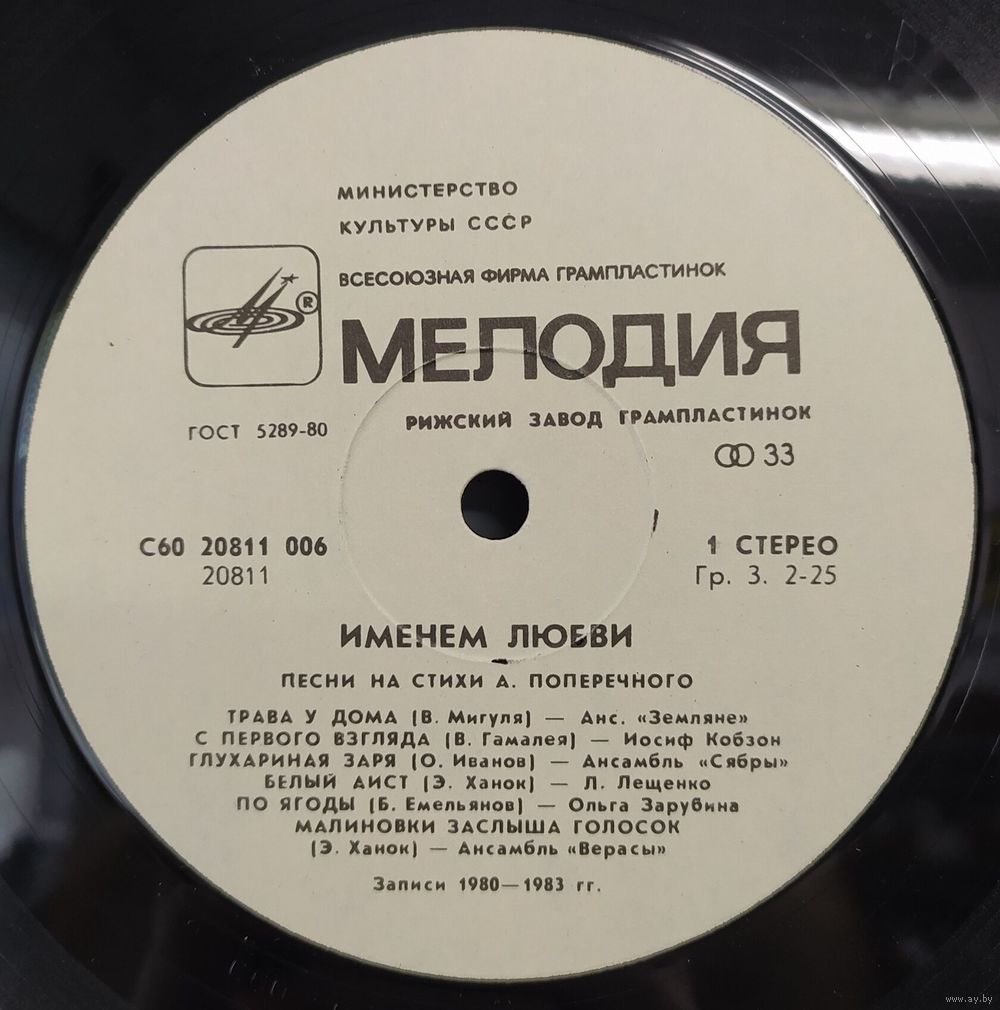 МИНИСТЕРСТВО
КУЛЬТУРЫ СССР
ВСЕСОЮЗНАЯ ФИРМА ГРАМПЛАСТИНОК
®
МЕЛОДИЯ
РИЖСКИЙ ЗАВОД ГРАМПЛАСТИНОК
ГОСТ 5289-80
33
С60 20811 006
20811
1 СТЕРЕО
Гр. 3. 2-25
ИМЕНЕМ ЛЮБВИ
ПЕСНИ НА СТИХИ А. ПОПЕРЕЧНОГО
ТРАВА У ДОМА (В. Мигуля) — Анс. «Земляне»
С ПЕРВОГО ВЗГЛЯДА (В. Гамалея) — Иосиф Кобзон
ГЛУХАРИНАЯ ЗАРЯ (О. Иванов) — Ансамбль «Сябры»
БЕЛЫЙ АИСТ (Э. Ханок) — Л. Лещенко
ПО ЯГОДЫ (Б. Емельянов) — Ольга Зарубина
МАЛИНОВКИ ЗАСЛЫША ГОЛОСОК
(Э. Ханок) — Ансамбль «Верасы»
Записи 1980—1983 гг.
www.ay.by